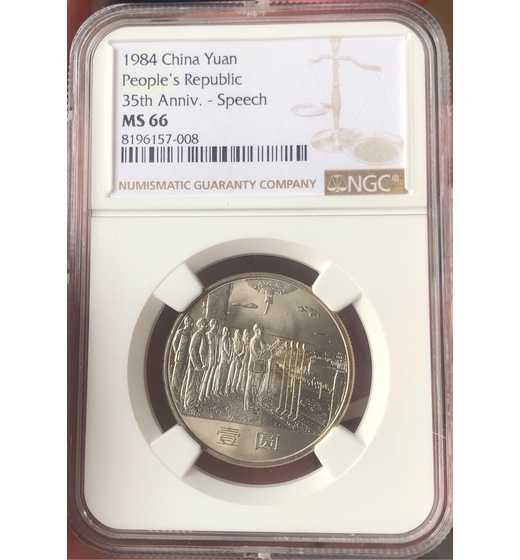 1984 China Yuan
People's Republic
35th Anniv. - Speech
MS 66
8196157-008
NUMISMATIC GUARANTY COMPANY NGC®
壹圆